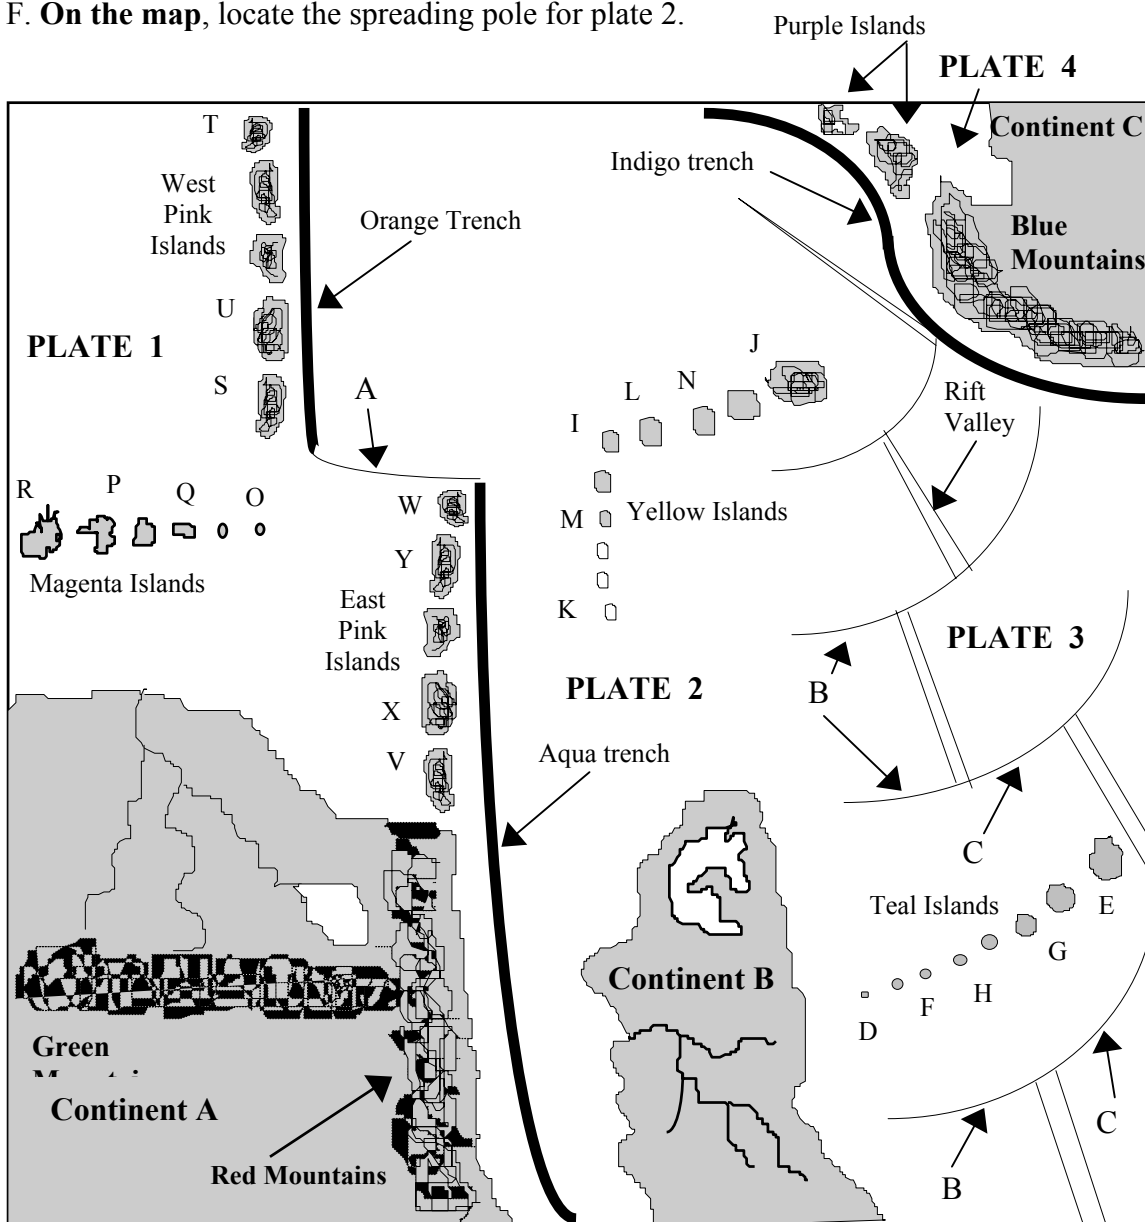 F. On the map, locate the spreading pole for plate 2.
Purple Islands
PLATE 4
T
Continent C
West
Pink
Islands
Indigo trench
Orange Trench
Blue
Mountains
U
PLATE 1
J
S
A
L
N
Rift
Valley
I
R
P
Q
O
W
M
Yellow Islands
Magenta Islands
Y
East
Pink
Islands
K
PLATE 3
PLATE 2
B
X
V
Aqua trench
C
Teal Islands
E
G
Continent B
H
F
D
Green
Continent A
C
Red Mountains
B